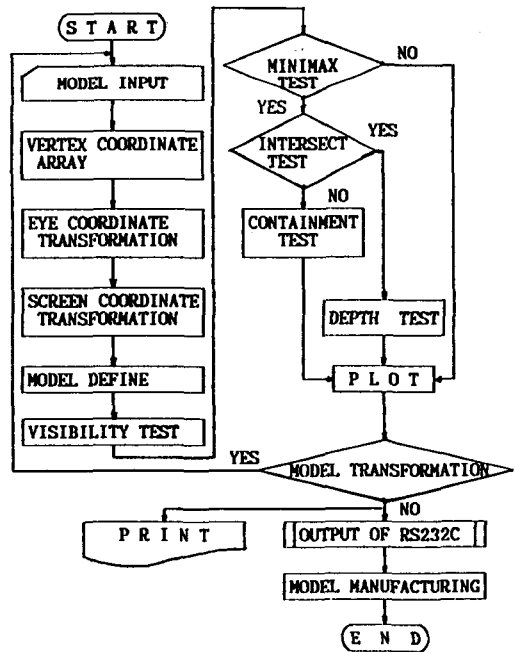 START
MODEL INPUT
VERTEX COORDINATE
ARRAY
EYE COORDINATE
TRANSFORMATION
SCREEN COORDINATE
TRANSFORMATION
MODEL DEFINE
VISIBILITY TEST
MINIMAX
TEST
NO
YES
INTERSECT
TEST
YES
NO
CONTAINMENT
TEST
DEPTH TEST
PLOT
YES
MODEL TRANSFORMATION
NO
PRINT
OUTPUT OF RS232C
MODEL MANUFACTURING
END